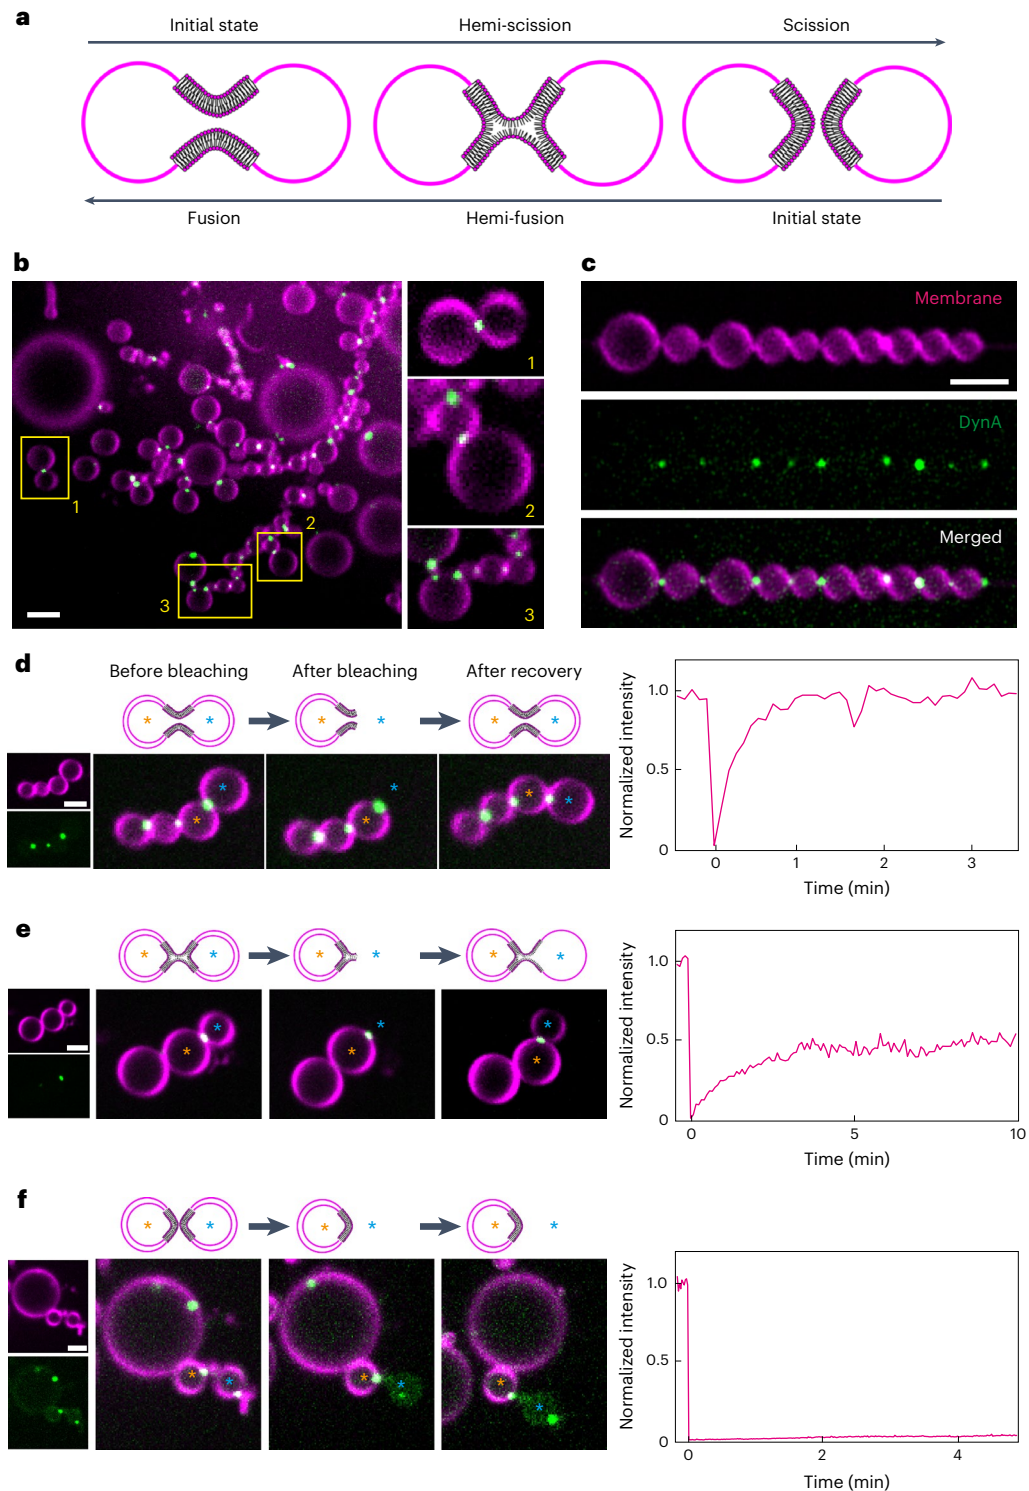 a
Initial state Hemi-scission Scission
Fusion Hemi-fusion Initial state
b
1
2
3
1
2
3
c
Membrane
DynA
Merged
d
Before bleaching After bleaching After recovery
* * * * *
* * * * *
Normalized intensity
1.0
0.5
0
0 1 2 3
Time (min)
e
* * * * * *
* * * * * *
Normalized intensity
1.0
0.5
0
0 5 10
Time (min)
f
* * * * * *
* * * * * *
Normalized intensity
1.0
0.5
0
0 2 4
Time (min)